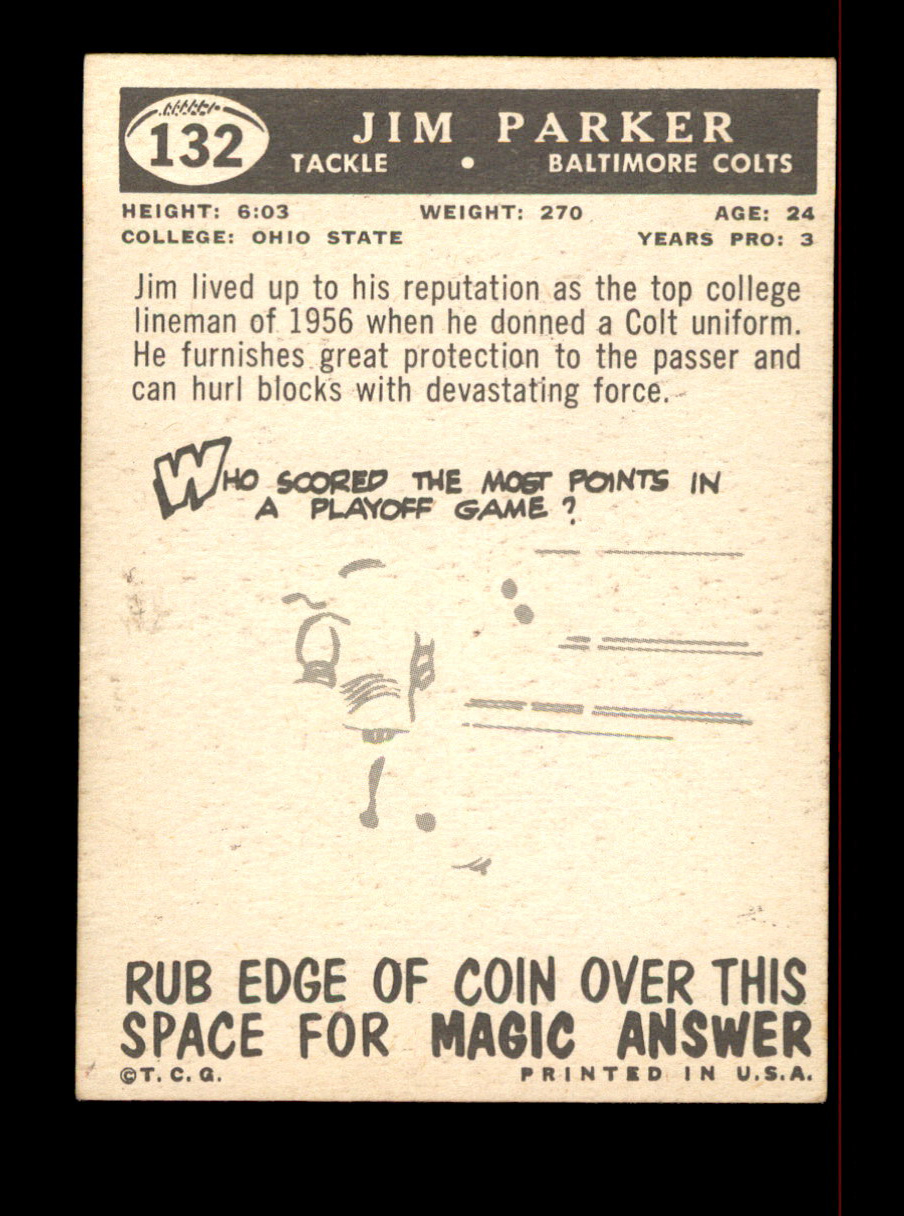 132
JIM PARKER
TACKLE • BALTIMORE COLTS
HEIGHT: 6:03 WEIGHT: 270 AGE: 24
COLLEGE: OHIO STATE YEARS PRO: 3
Jim lived up to his reputation as the top college
lineman of 1956 when he donned a Colt uniform.
He furnishes great protection to the passer and
can hurl blocks with devastating force.
WHO SCORED THE MOST POINTS IN
A PLAYOFF GAME?
RUB EDGE OF COIN OVER THIS
SPACE FOR MAGIC ANSWER
©T.C.G. PRINTED IN U.S.A.